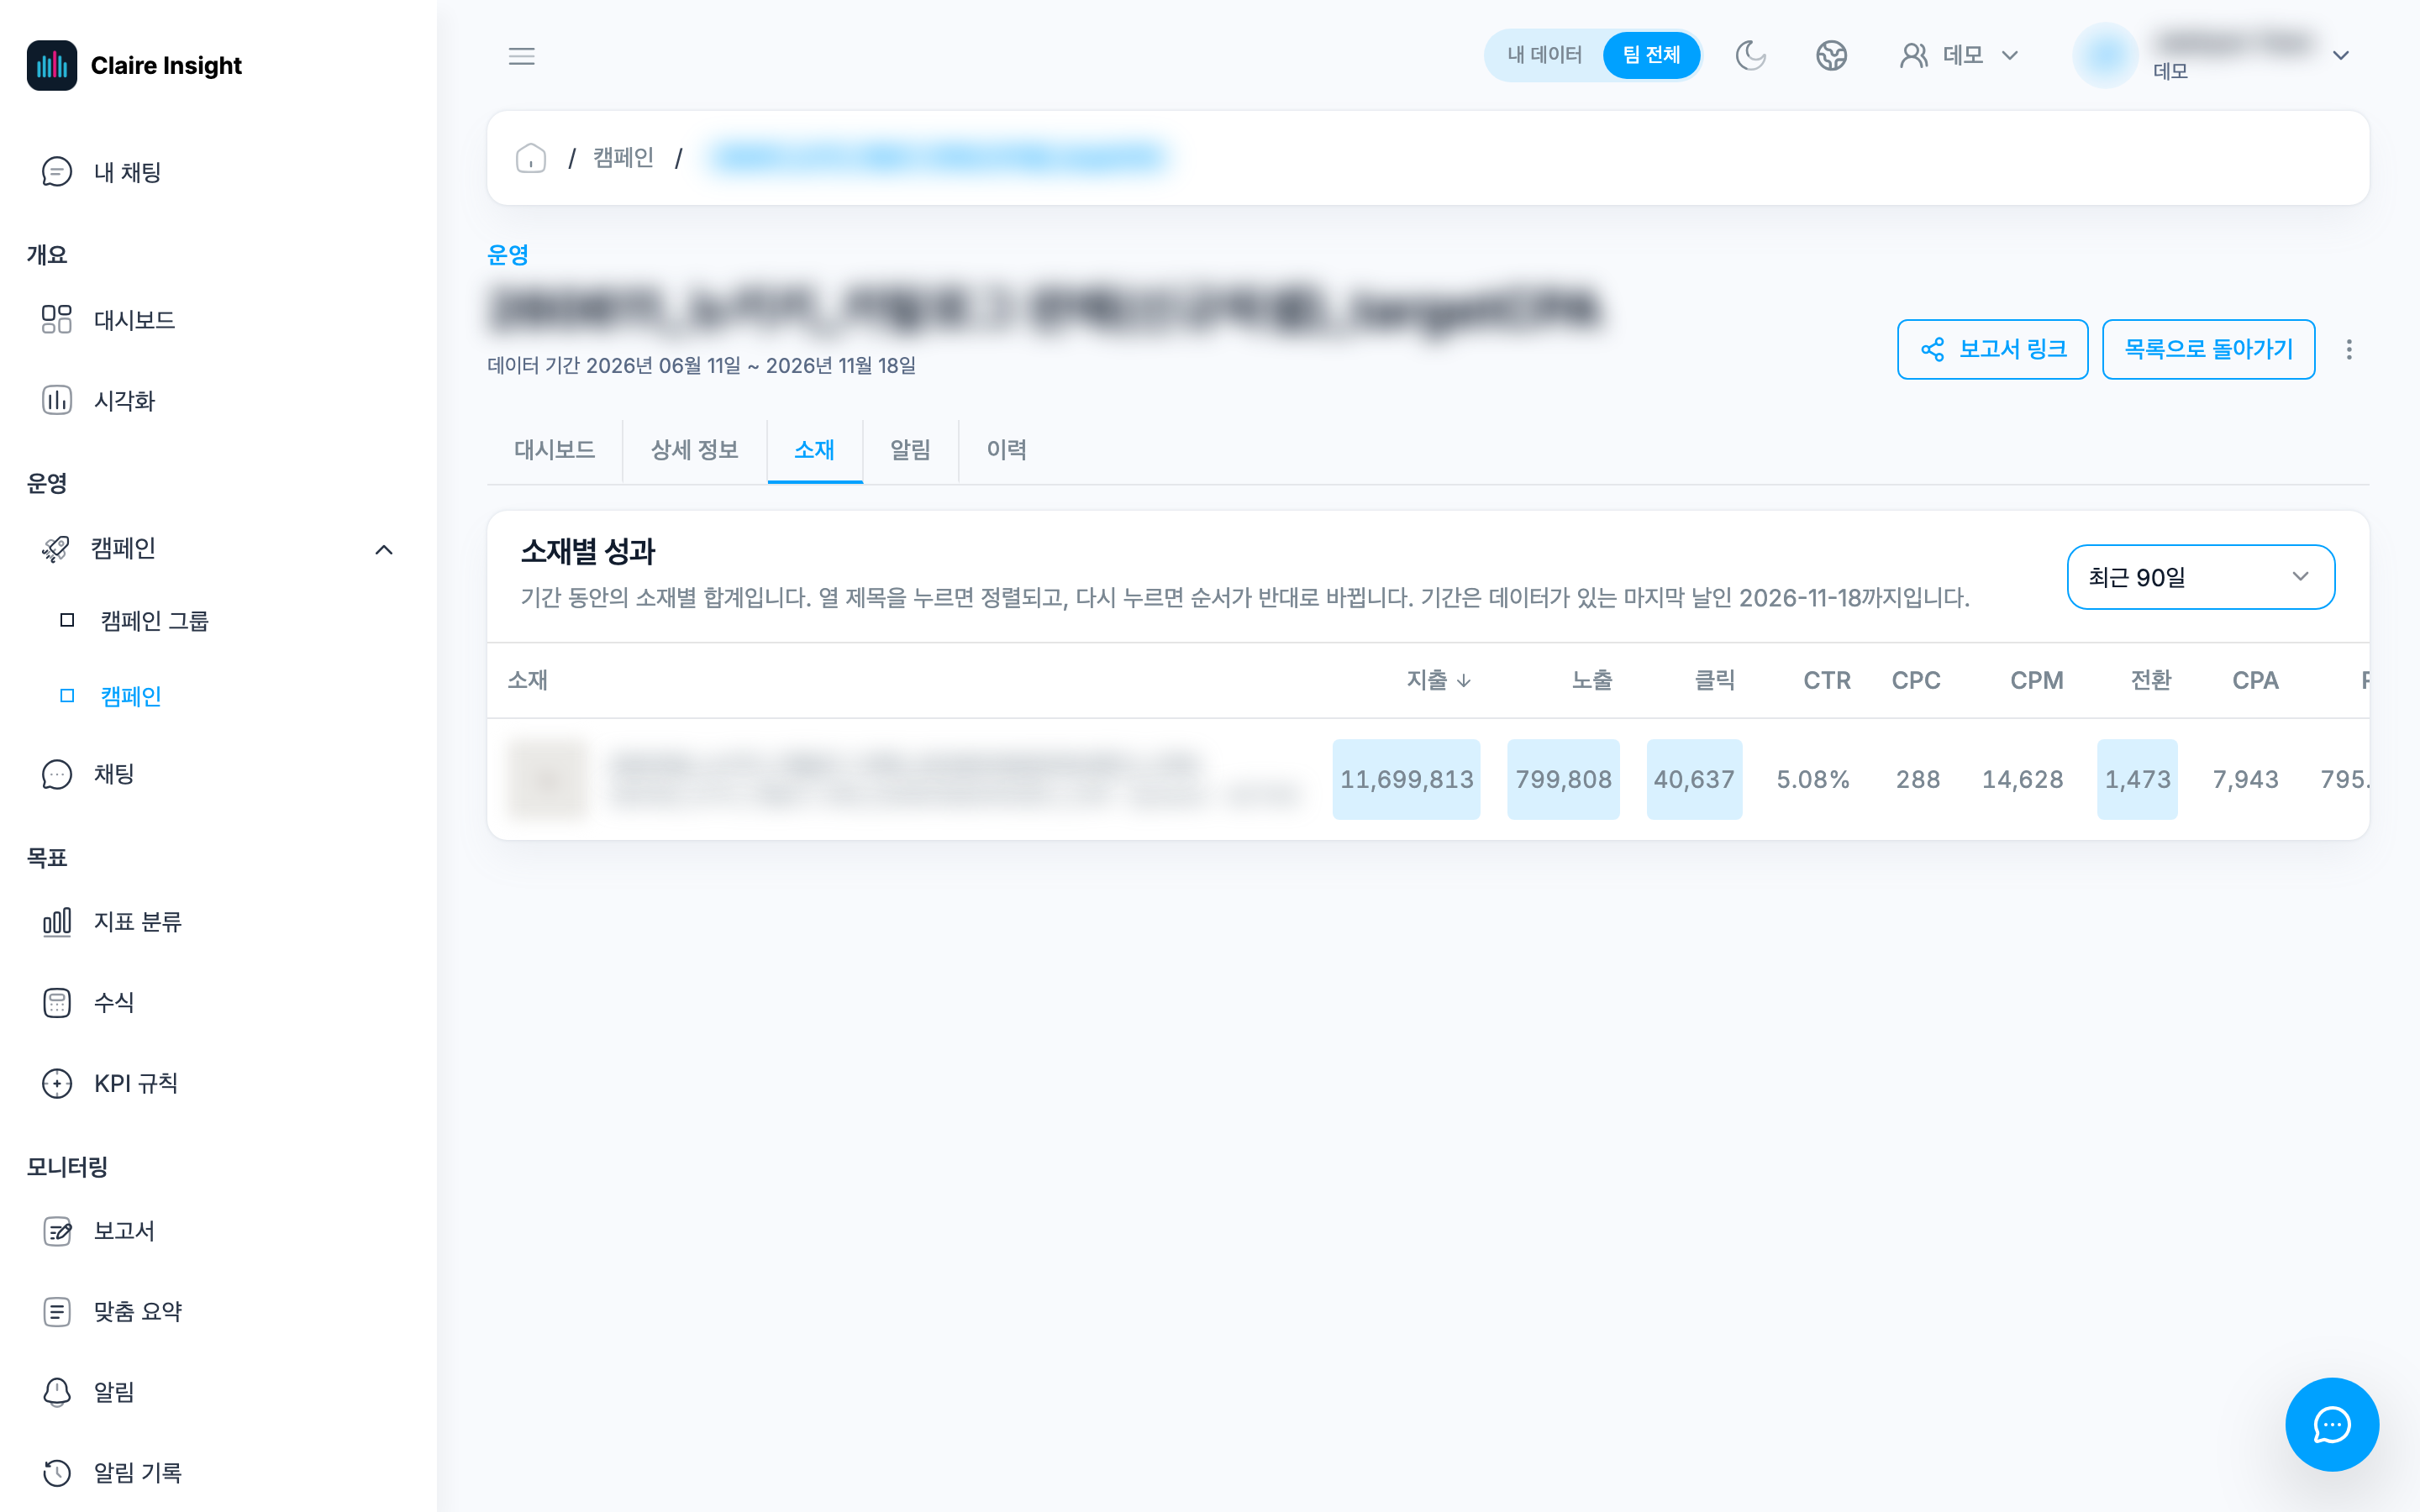 Claire Insight
내 채팅
개요
대시보드
시각화
운영
캠페인
캠페인 그룹
캠페인
채팅
목표
지표 분류
수식
KPI 규칙
모니터링
보고서
맞춤 요약
알림
알림 기록
내 데이터 팀 전체 데모
데모
/ 캠페인 /
운영
데이터 기간 2026년 06월 11일 ~ 2026년 11월 18일
보고서 링크 목록으로 돌아가기
대시보드 상세 정보 소재 알림 이력
소재별 성과
기간 동안의 소재별 합계입니다. 열 제목을 누르면 정렬되고, 다시 누르면 순서가 반대로 바뀝니다. 기간은 데이터가 있는 마지막 날인 2026-11-18까지입니다.
최근 90일
소재 지출 ↓ 노출 클릭 CTR CPC CPM 전환 CPA
11,699,813 799,808 40,637 5.08% 288 14,628 1,473 7,943 795.